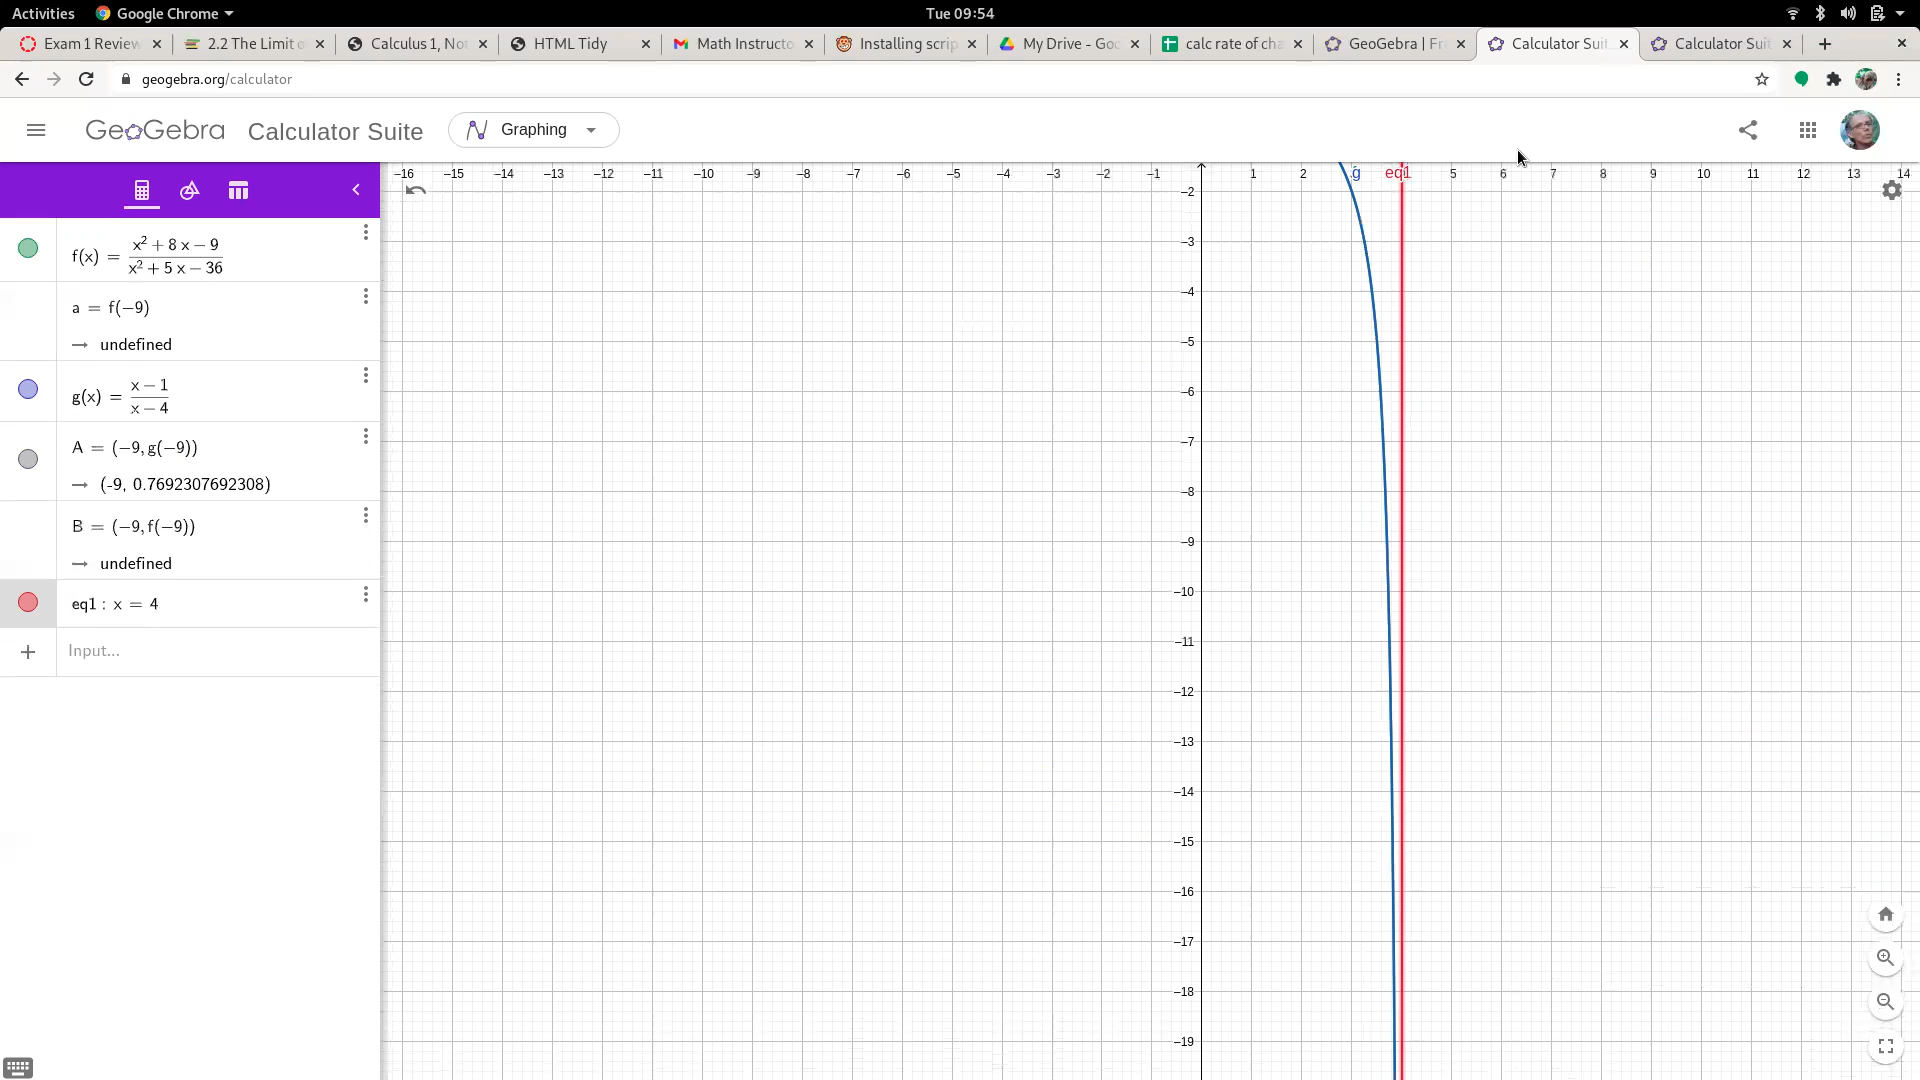 Activities Google Chrome Tue 09:54
Exam 1 Review 2.2 The Limit o Calculus 1, No HTML Tidy Math Instructo Installing scrip My Drive - Goo calc rate of cha GeoGebra | Fr Calculator Suit Calculator Suit
geogebra.org/calculator
GeoGebra Calculator Suite Graphing
–16 –15 –14 –13 –12 –11 –10 –9 –8 –7 –6 –5 –4 –3 –2 –1 1 2 g eq1 5 6 7 8 9 10 11 12 13 14
–2
–3
–4
–5
–6
–7
–8
–9
–10
–11
–12
–13
–14
–15
–16
–17
–18
–19
f(x) = x² + 8 x − 9 / x² + 5 x − 36
a = f(−9)
→ undefined
g(x) = x − 1 / x − 4
A = (−9, g(−9))
→ (-9, 0.7692307692308)
B = (−9, f(−9))
→ undefined
eq1 : x = 4
+ Input...